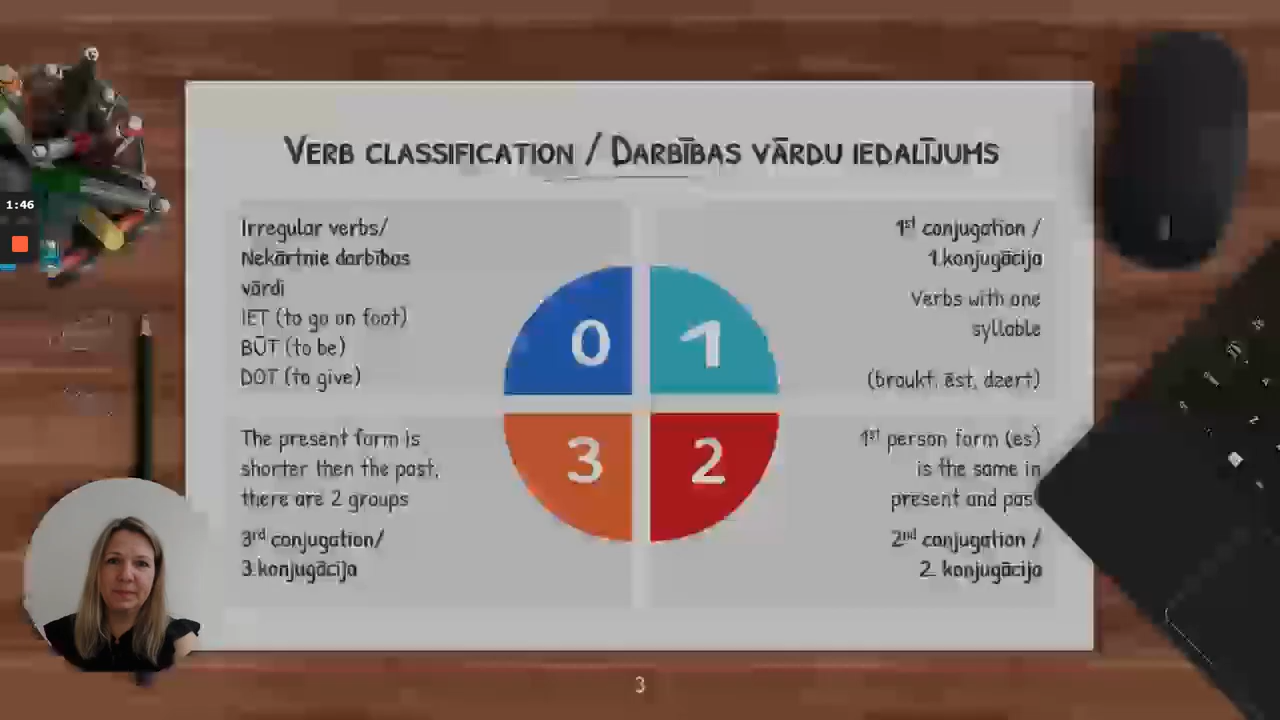 1:46
VERB CLASSIFICATION / DARBĪBAS VĀRDU IEDALĪJUMS
Irregular verbs/
Nekārtnie darbības
vārdi
IET (to go on foot)
BŪT (to be)
DOT (to give)
0
1
1st conjugation /
1.konjugācija
Verbs with one
syllable
(braukt, ēst, dzert)
The present form is
shorter then the past,
there are 2 groups
3rd conjugation/
3.konjugācija
3
2
1st person form (es)
is the same in
present and past
2nd conjugation /
2. konjugācija
3